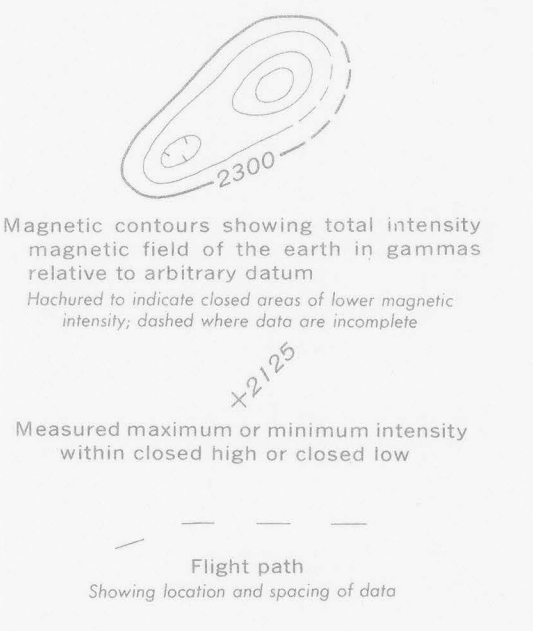 2300
Magnetic contours showing total intensity
magnetic field of the earth in gammas
relative to arbitrary datum
Hachured to indicate closed areas of lower magnetic
intensity; dashed where data are incomplete
+2125
Measured maximum or minimum intensity
within closed high or closed low
Flight path
Showing location and spacing of data